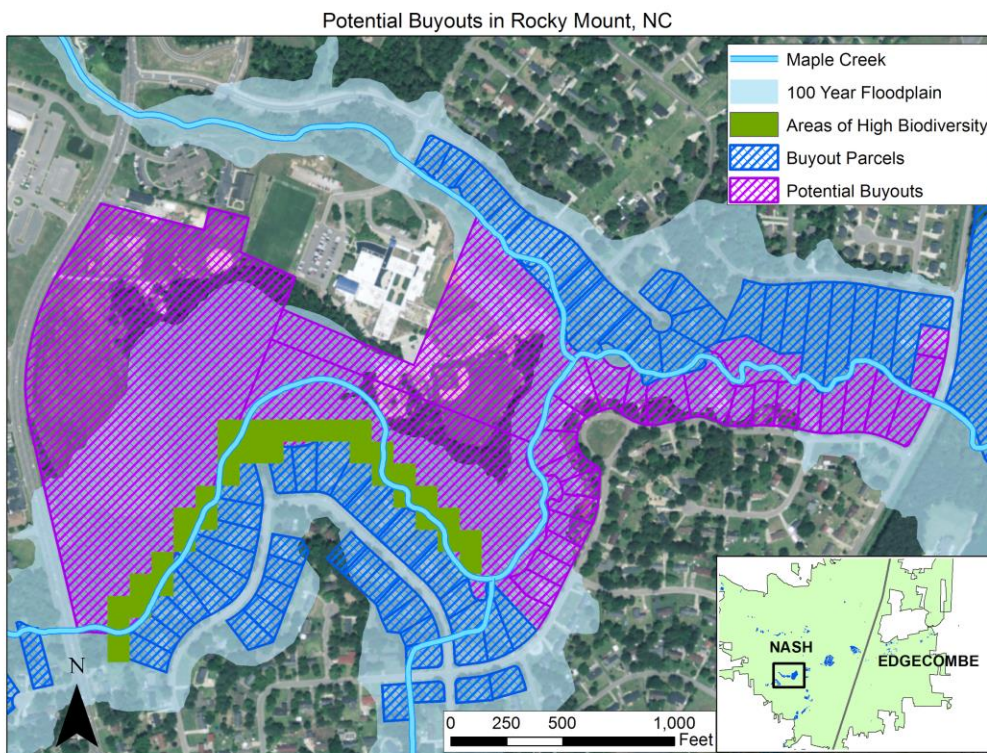 Potential Buyouts in Rocky Mount, NC
Maple Creek
100 Year Floodplain
Areas of High Biodiversity
Buyout Parcels
Potential Buyouts
NASH
EDGECOMBE
N
0 250 500 1,000
Feet